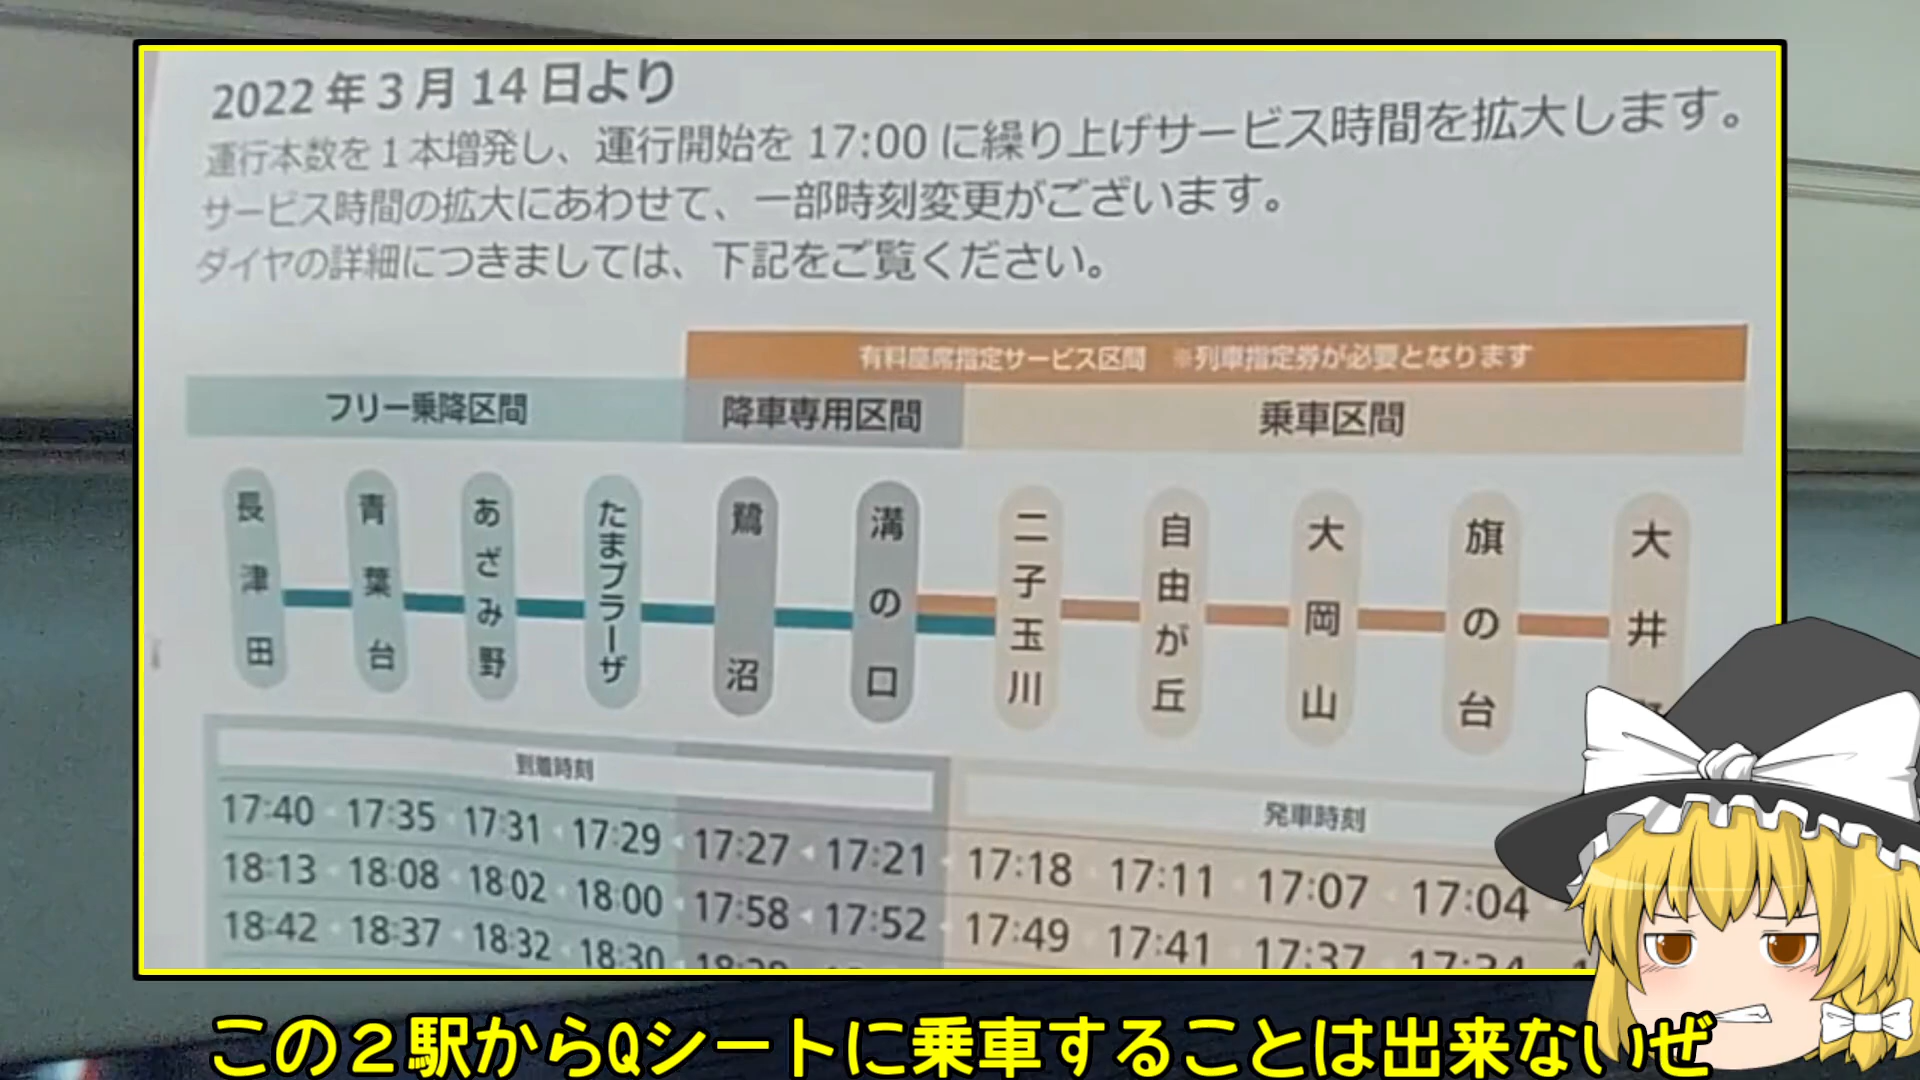 2022年3月14日より
運行本数を1本増発し、運行開始を17:00に繰り上げサービス時間を拡大します。
サービス時間の拡大にあわせて、一部時刻変更がございます。
ダイヤの詳細につきましては、下記をご覧ください。
有料座席指定サービス区間 ※列車指定券が必要となります
フリー乗降区間 降車専用区間 乗車区間
長津田 青葉台 あざみ野 たまプラーザ 鷺沼 溝の口 二子玉川 自由が丘 大岡山 旗の台 大井
到着時刻 発車時刻
17:40 17:35 17:31 17:29 17:27 17:21 17:18 17:11 17:07 17:04
18:13 18:08 18:02 18:00 17:58 17:52 17:49 17:41 17:37 17:34
18:42 18:37 18:32 18:30
この2駅からQシートに乗車することは出来ないぜ